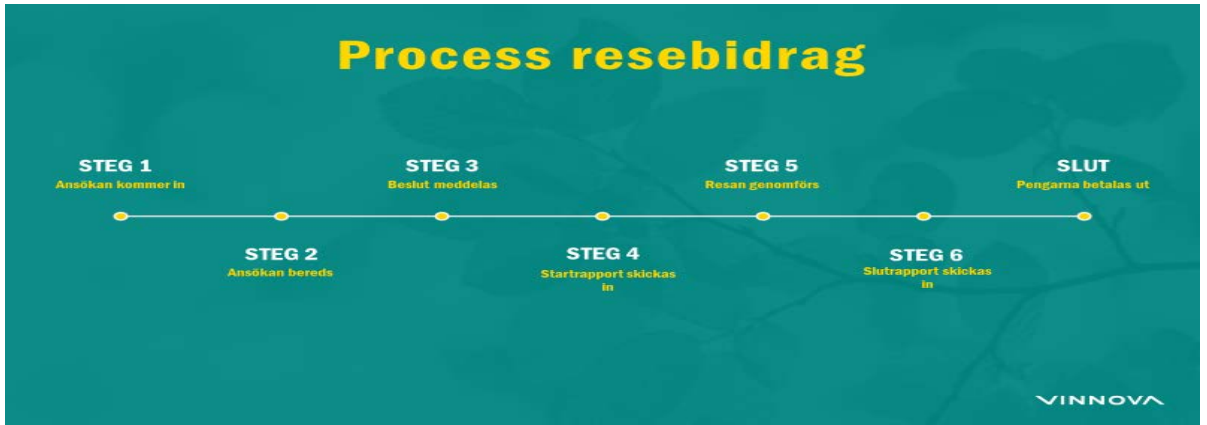 Process resebidrag
STEG 1
Ansökan kommer in
STEG 2
Ansökan bereds
STEG 3
Beslut meddelas
STEG 4
Startrapport skickas
in
STEG 5
Resan genomförs
STEG 6
Slutrapport skickas
in
SLUT
Pengarna betalas ut
VINNOVA